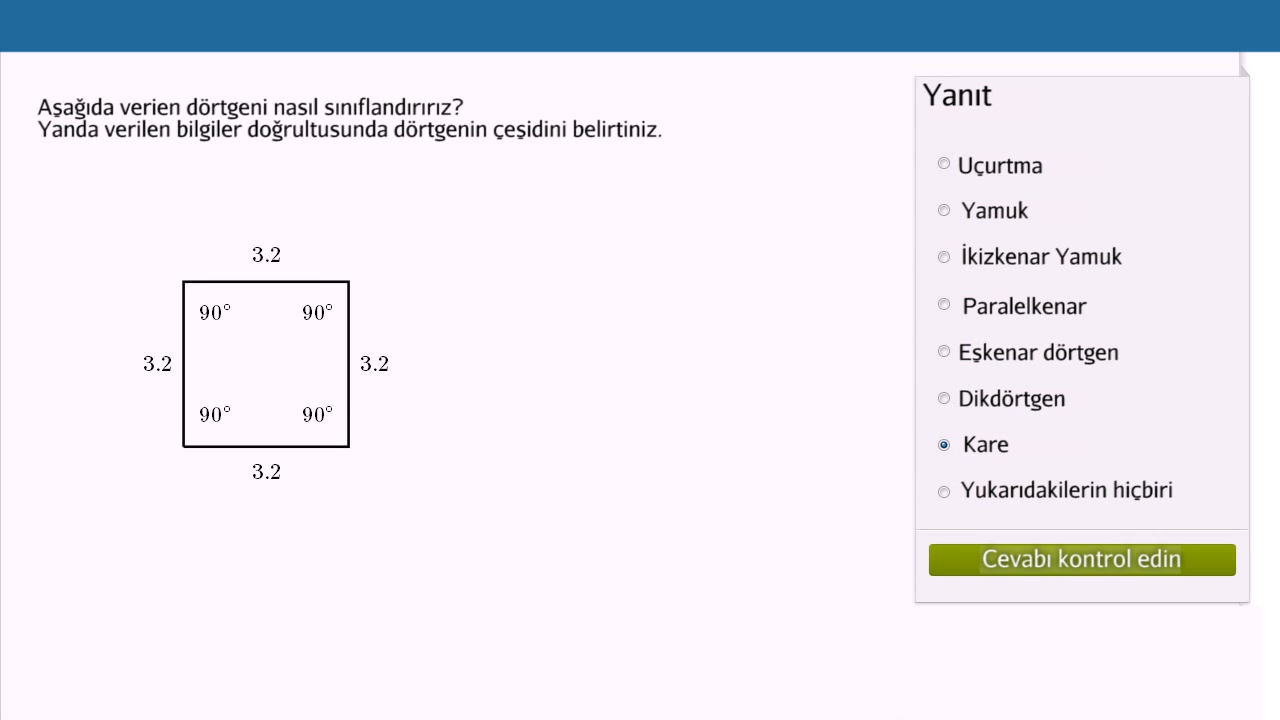 Aşağıda verien dörtgeni nasıl sınıflandırırız?
Yanda verilen bilgiler doğrultusunda dörtgenin çeşidini belirtiniz.
3.2
90° 90°
3.2 3.2
90° 90°
3.2
Yanıt
Uçurtma
Yamuk
İkizkenar Yamuk
Paralelkenar
Eşkenar dörtgen
Dikdörtgen
Kare
Yukarıdakilerin hiçbiri
Cevabı kontrol edin